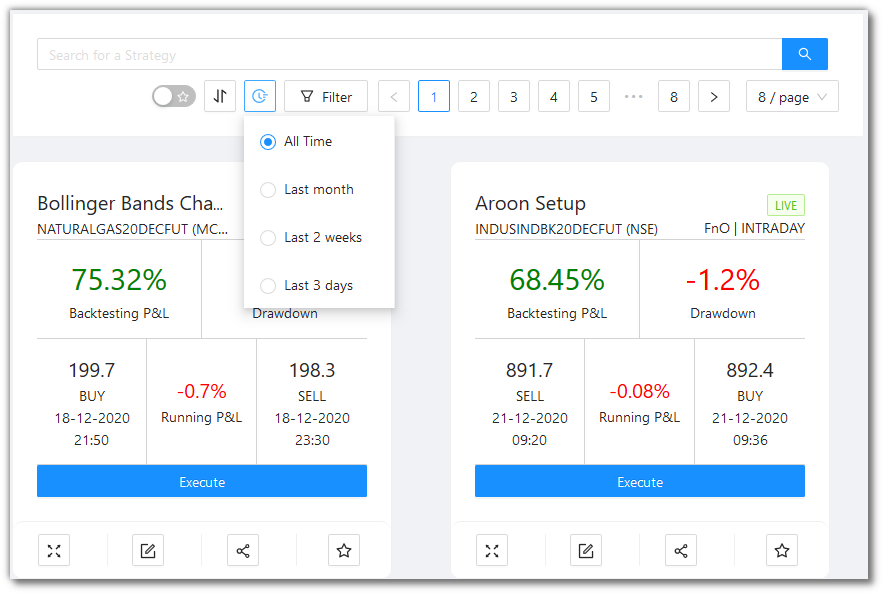 Search for a Strategy
Filter
1
2
3
4
5
•••
8
8 / page
All Time
Last month
Last 2 weeks
Last 3 days
Bollinger Bands Cha...
NATURALGAS20DECFUT (MC...
75.32%
Backtesting P&L
Drawdown
199.7
BUY
18-12-2020
21:50
-0.7%
Running P&L
198.3
SELL
18-12-2020
23:30
Execute
Aroon Setup
LIVE
INDUSINDBK20DECFUT (NSE)
FnO | INTRADAY
68.45%
Backtesting P&L
-1.2%
Drawdown
891.7
SELL
21-12-2020
09:20
-0.08%
Running P&L
892.4
BUY
21-12-2020
09:36
Execute